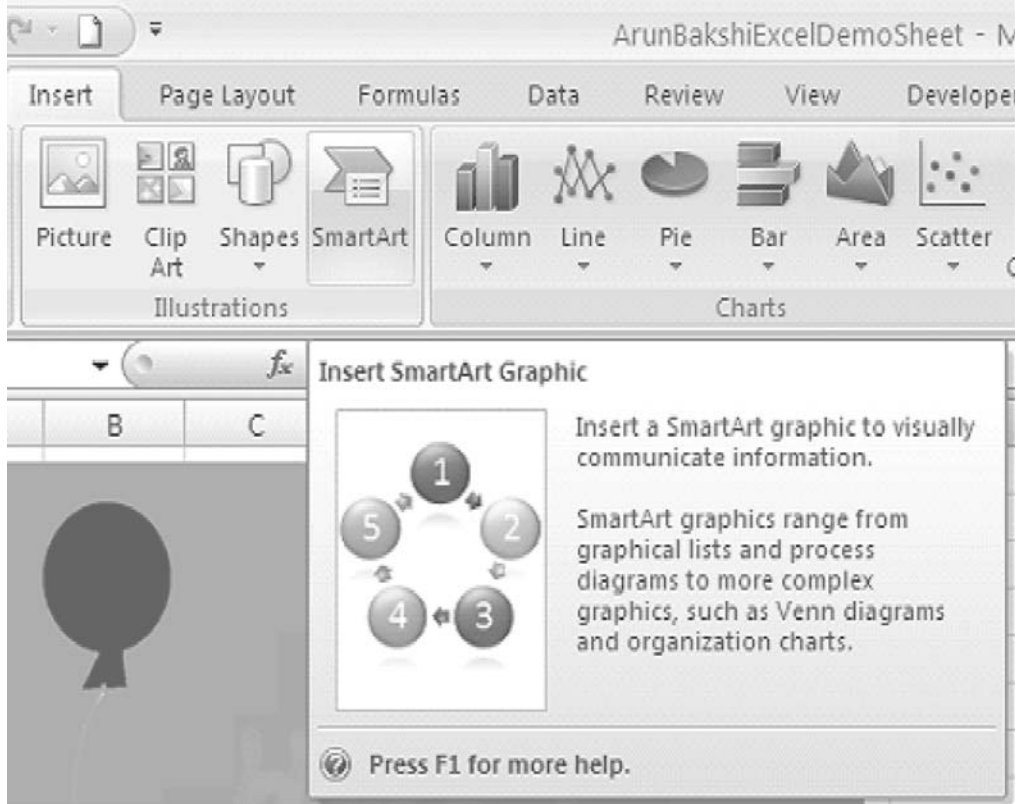 ArunBakshiExcelDemoSheet - M
Insert Page Layout Formulas Data Review View Develope
Picture Clip Art Shapes SmartArt Column Line Pie Bar Area Scatter
Illustrations Charts
fx
B C
Insert SmartArt Graphic
Insert a SmartArt graphic to visually
communicate information.
SmartArt graphics range from
graphical lists and process
diagrams to more complex
graphics, such as Venn diagrams
and organization charts.
1
5 2
4 3
Press F1 for more help.